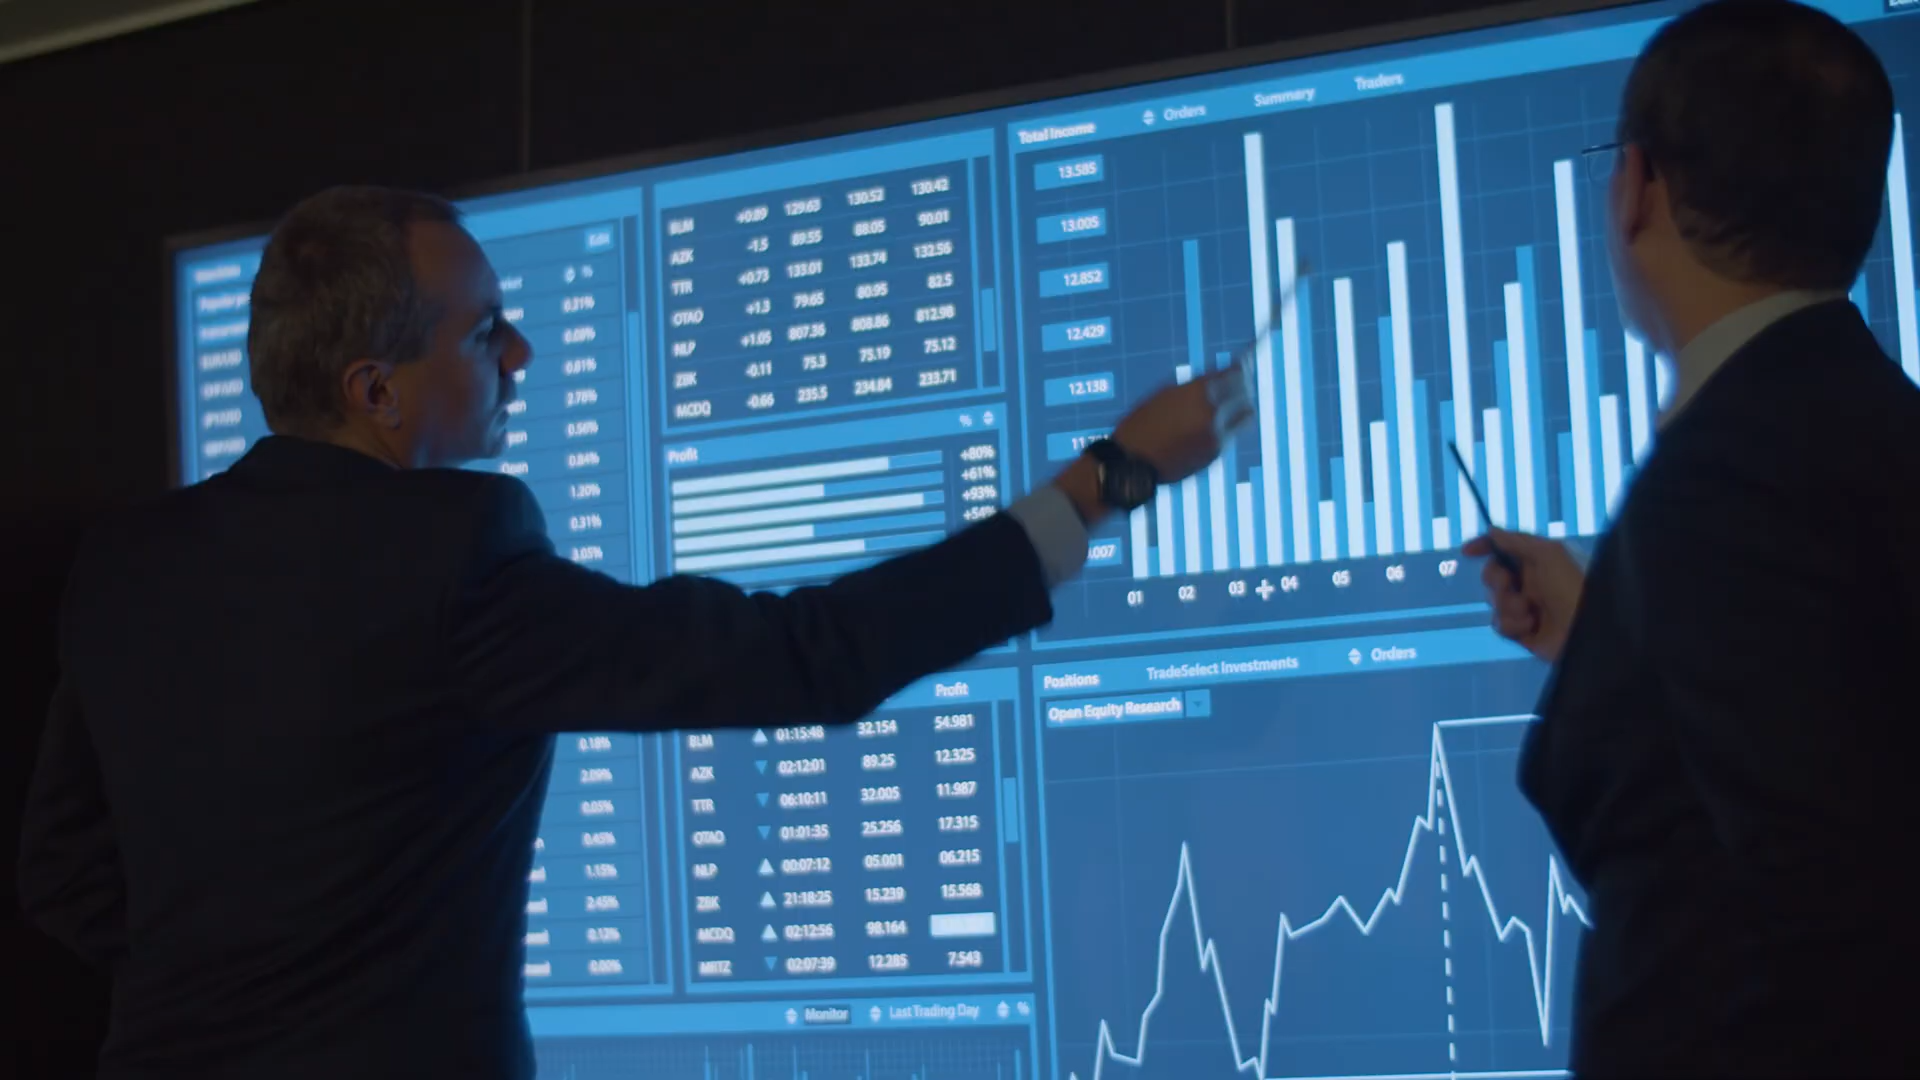 Edit
%
0.21%
0.08%
0.81%
2.78%
0.56%
Open 0.84%
1.20%
0.31%
3.05%
0.18%
2.09%
0.05%
0.45%
1.15%
2.45%
0.13%
0.00%
BLM +0.89 129.63 130.52 130.42
AZK -1.5 89.55 88.05 90.01
TTR +0.73 133.01 133.74 132.56
OTAO +1.3 79.65 80.95 82.5
NLP +1.05 807.36 808.86 812.98
ZBK -0.11 75.3 75.19 75.12
MCDQ -0.66 235.5 234.84 233.71
%
Profit
+80%
+61%
+93%
+54%
Profit
BLM 01:15:48 32.154 54.981
AZK 02:12:01 89.25 12.325
TTR 06:10:11 32.005 11.987
OTAO 01:01:35 25.256 17.315
NLP 00:07:12 05.001 06.215
ZBK 21:18:25 15.239 15.568
MCDQ 02:12:56 98.164
METZ 02:07:39 12.285 7.543
Monitor Last Trading Day %
Total Income Orders Summary Traders
13.585
13.005
12.852
12.429
12.138
01 02 03 04 05 06 07
Positions TradeSelect Investments Orders
Open Equity Research